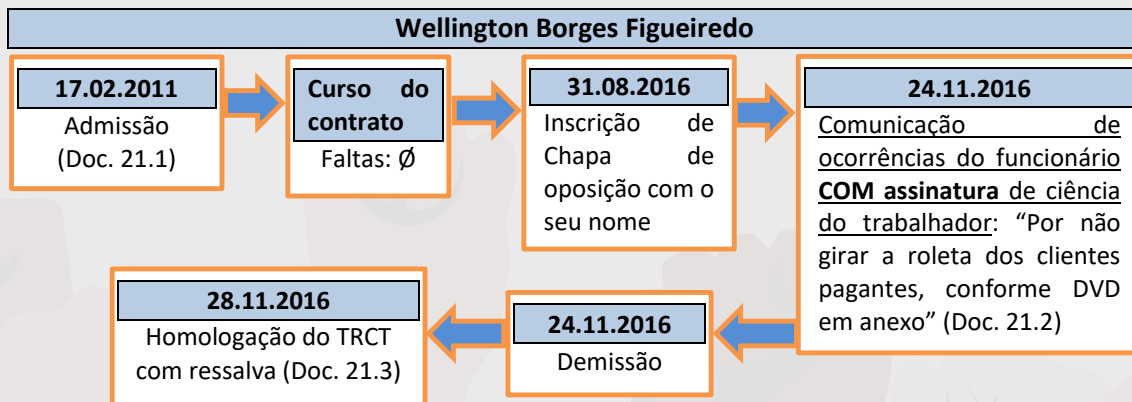 Wellington Borges Figueiredo
17.02.2011
Admissão
(Doc. 21.1)
Curso do
contrato
Faltas: Ø
31.08.2016
Inscrição de
Chapa de
oposição com o
seu nome
24.11.2016
Comunicação de
ocorrências do funcionário
COM assinatura de ciência
do trabalhador: “Por não
girar a roleta dos clientes
pagantes, conforme DVD
em anexo” (Doc. 21.2)
24.11.2016
Demissão
28.11.2016
Homologação do TRCT
com ressalva (Doc. 21.3)